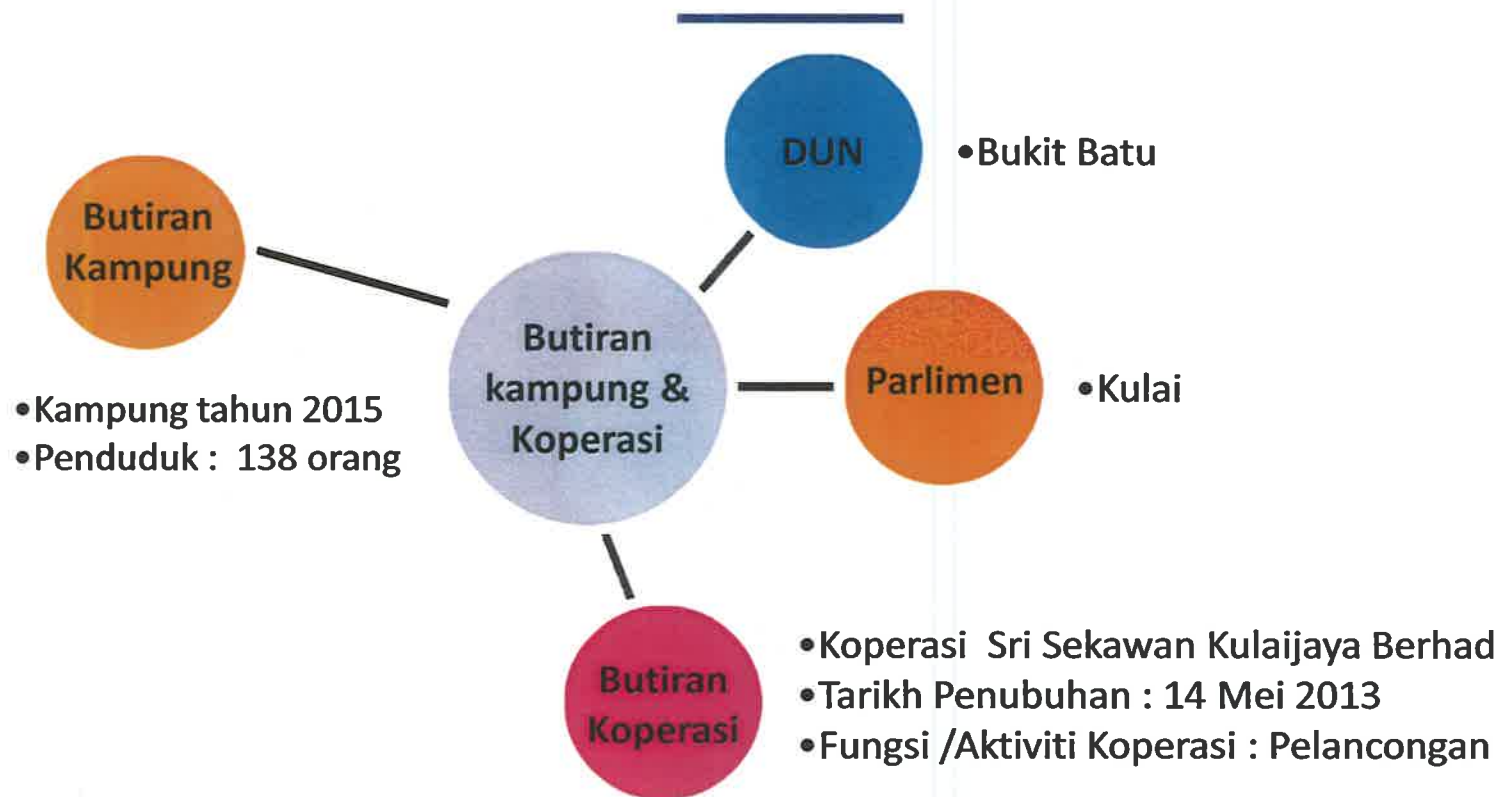 DUN
•Bukit Batu
Butiran
Kampung
•Kampung tahun 2015
•Penduduk : 138 orang
Butiran
kampung &
Koperasi
Parlimen
•Kulai
Butiran
Koperasi
•Koperasi Sri Sekawan Kulaijaya Berhad
•Tarikh Penubuhan : 14 Mei 2013
•Fungsi /Aktiviti Koperasi : Pelancongan